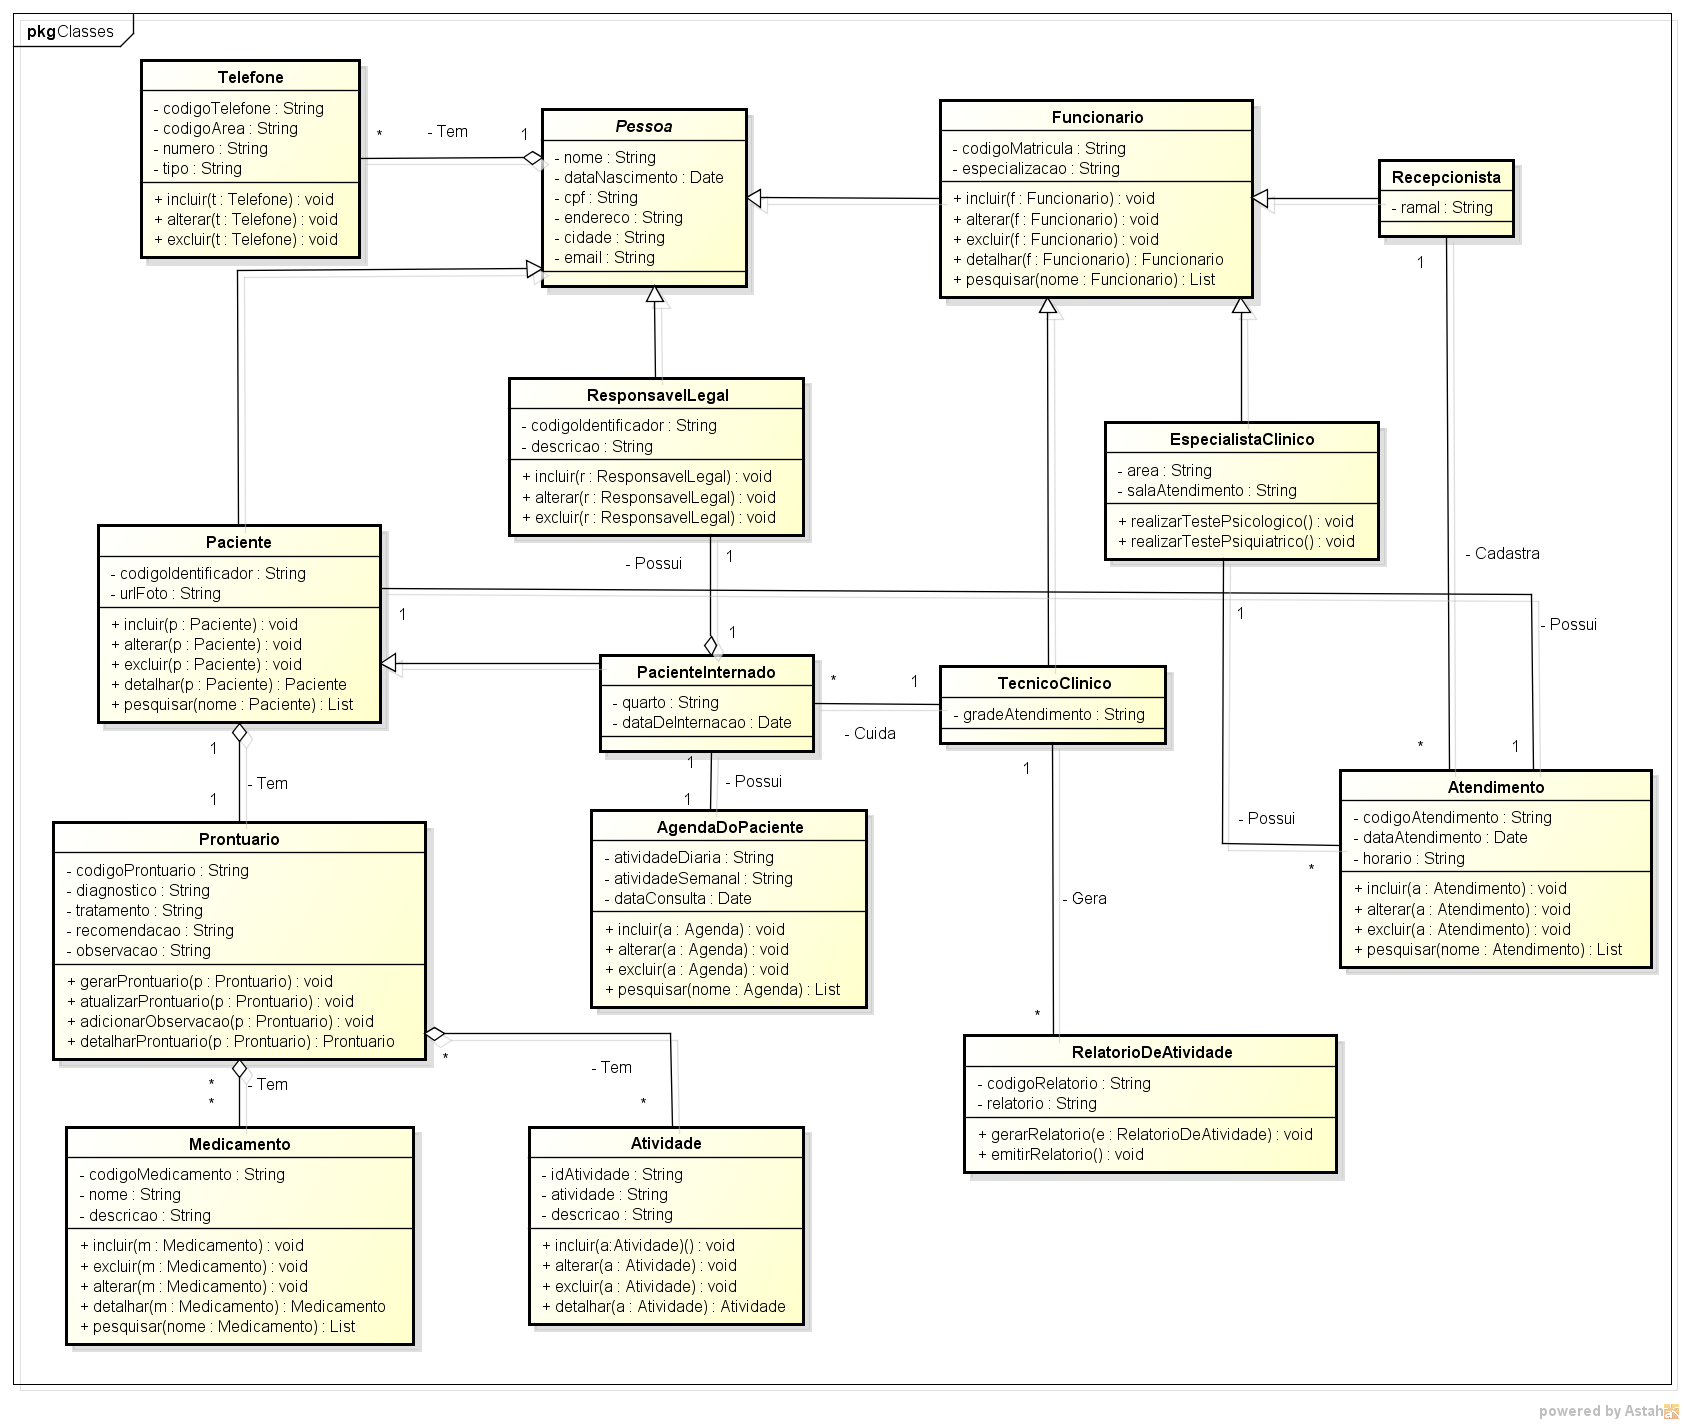 pkg Classes
Telefone
- codigoTelefone : String
- codigoArea : String
- numero : String
- tipo : String
+ incluir(t : Telefone) : void
+ alterar(t : Telefone) : void
+ excluir(t : Telefone) : void
*
- Tem
1
Pessoa
- nome : String
- dataNascimento : Date
- cpf : String
- endereco : String
- cidade : String
- email : String
Funcionario
- codigoMatricula : String
- especializacao : String
+ incluir(f : Funcionario) : void
+ alterar(f : Funcionario) : void
+ excluir(f : Funcionario) : void
+ detalhar(f : Funcionario) : Funcionario
+ pesquisar(nome : Funcionario) : List
Recepcionista
- ramal : String
1
- Cadastra
*
ResponsavelLegal
- codigoIdentificador : String
- descricao : String
+ incluir(r : ResponsavelLegal) : void
+ alterar(r : ResponsavelLegal) : void
+ excluir(r : ResponsavelLegal) : void
- Possui
1
1
EspecialistaClinico
- area : String
- salaAtendimento : String
+ realizarTestePsicologico() : void
+ realizarTestePsiquiatrico() : void
1
- Possui
*
Paciente
- codigoIdentificador : String
- urlFoto : String
+ incluir(p : Paciente) : void
+ alterar(p : Paciente) : void
+ excluir(p : Paciente) : void
+ detalhar(p : Paciente) : Paciente
+ pesquisar(nome : Paciente) : List
1
- Possui
1
PacienteInternado
- quarto : String
- dataDeInternacao : Date
*
1
- Cuida
TecnicoClinico
- gradeAtendimento : String
1
- Gera
*
1
- Tem
1
1
- Possui
1
Atendimento
- codigoAtendimento : String
- dataAtendimento : Date
- horario : String
+ incluir(a : Atendimento) : void
+ alterar(a : Atendimento) : void
+ excluir(a : Atendimento) : void
+ pesquisar(nome : Atendimento) : List
Prontuario
- codigoProntuario : String
- diagnostico : String
- tratamento : String
- recomendacao : String
- observacao : String
+ gerarProntuario(p : Prontuario) : void
+ atualizarProntuario(p : Prontuario) : void
+ adicionarObservacao(p : Prontuario) : void
+ detalharProntuario(p : Prontuario) : Prontuario
AgendaDoPaciente
- atividadeDiaria : String
- atividadeSemanal : String
- dataConsulta : Date
+ incluir(a : Agenda) : void
+ alterar(a : Agenda) : void
+ excluir(a : Agenda) : void
+ pesquisar(nome : Agenda) : List
*
- Tem
*
*
- Tem
*
RelatorioDeAtividade
- codigoRelatorio : String
- relatorio : String
+ gerarRelatorio(e : RelatorioDeAtividade) : void
+ emitirRelatorio() : void
Medicamento
- codigoMedicamento : String
- nome : String
- descricao : String
+ incluir(m : Medicamento) : void
+ excluir(m : Medicamento) : void
+ alterar(m : Medicamento) : void
+ detalhar(m : Medicamento) : Medicamento
+ pesquisar(nome : Medicamento) : List
Atividade
- idAtividade : String
- atividade : String
- descricao : String
+ incluir(a:Atividade)() : void
+ alterar(a : Atividade) : void
+ excluir(a : Atividade) : void
+ detalhar(a : Atividade) : Atividade
powered by Astah